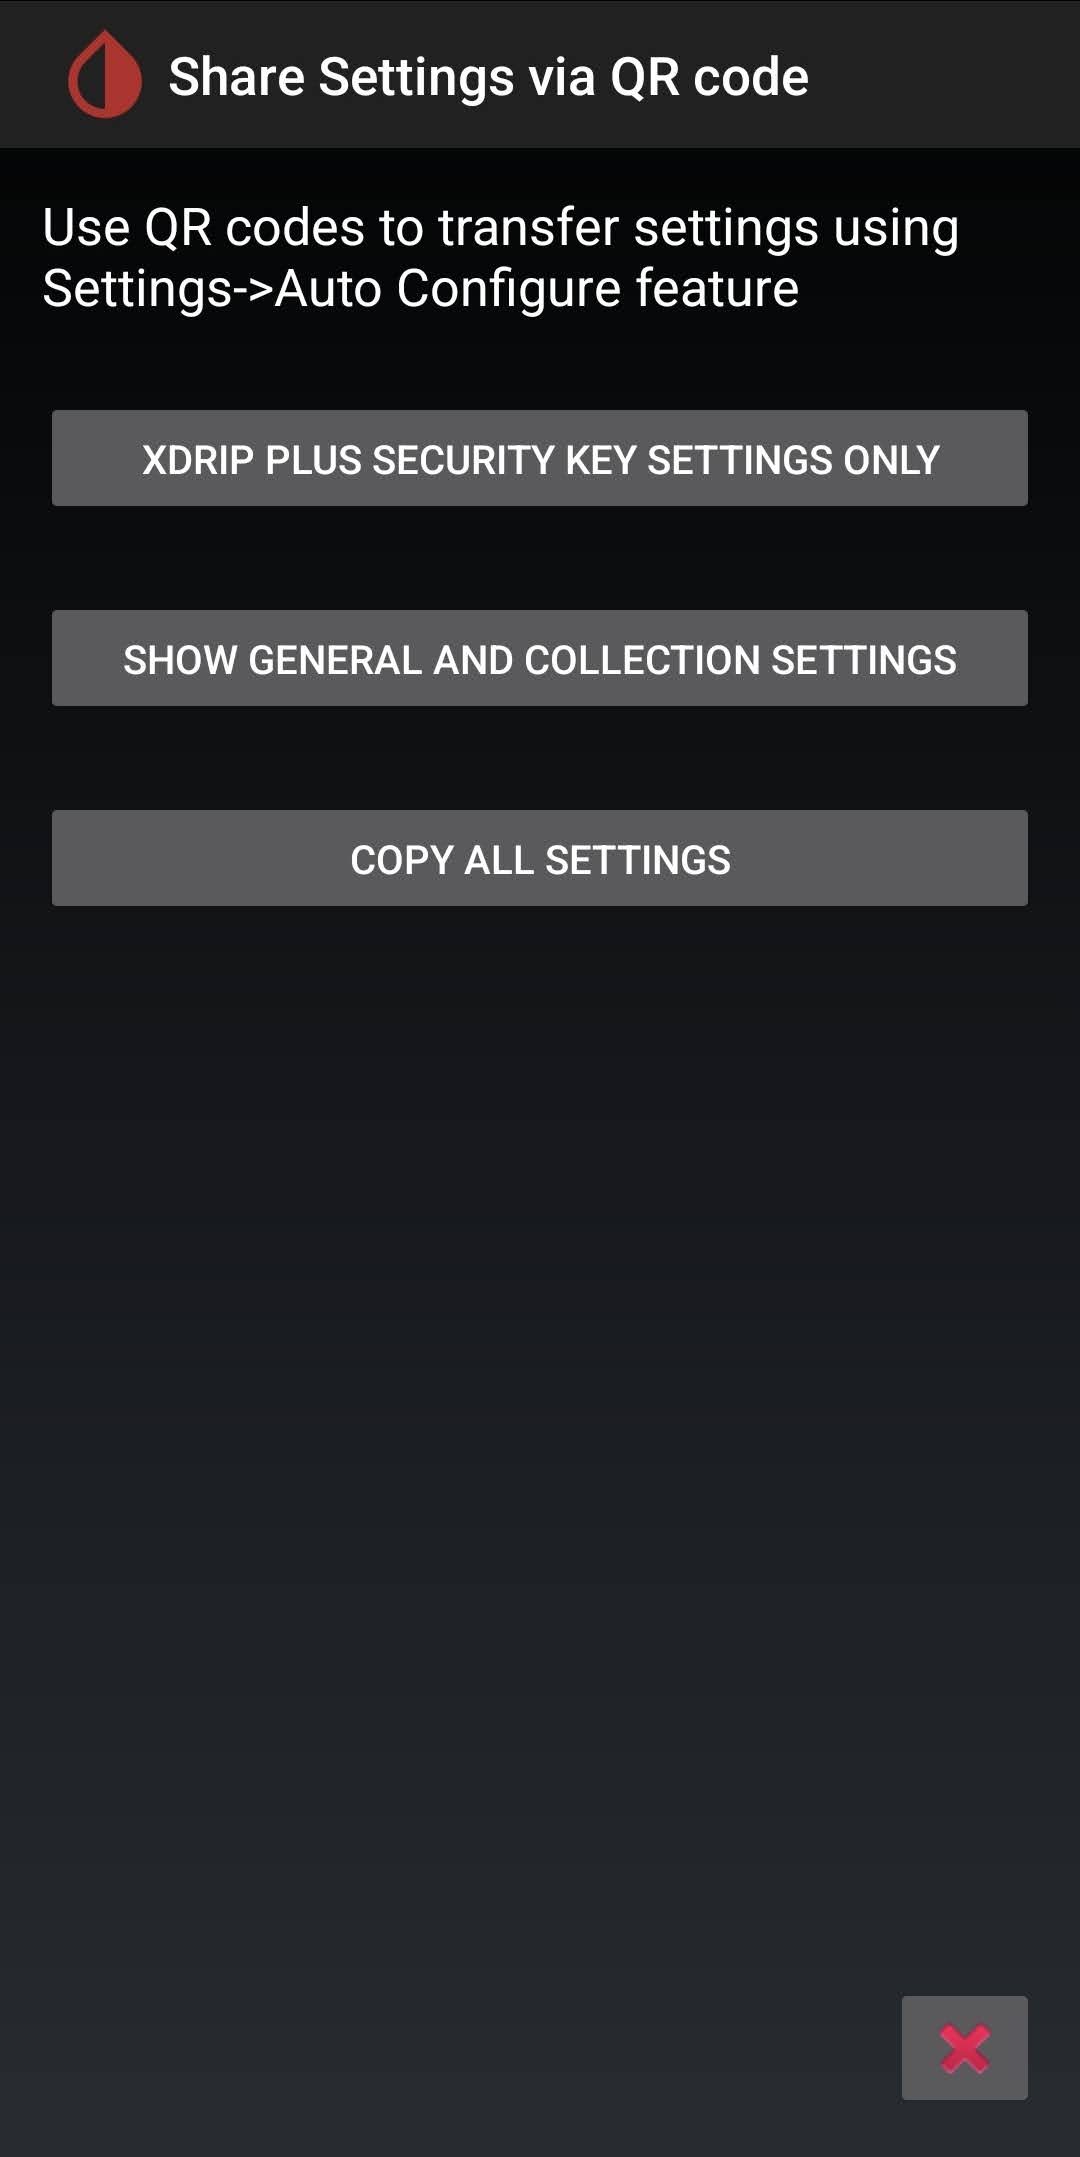 Share Settings via QR code
Use QR codes to transfer settings using
Settings->Auto Configure feature
XDRIP PLUS SECURITY KEY SETTINGS ONLY
SHOW GENERAL AND COLLECTION SETTINGS
COPY ALL SETTINGS